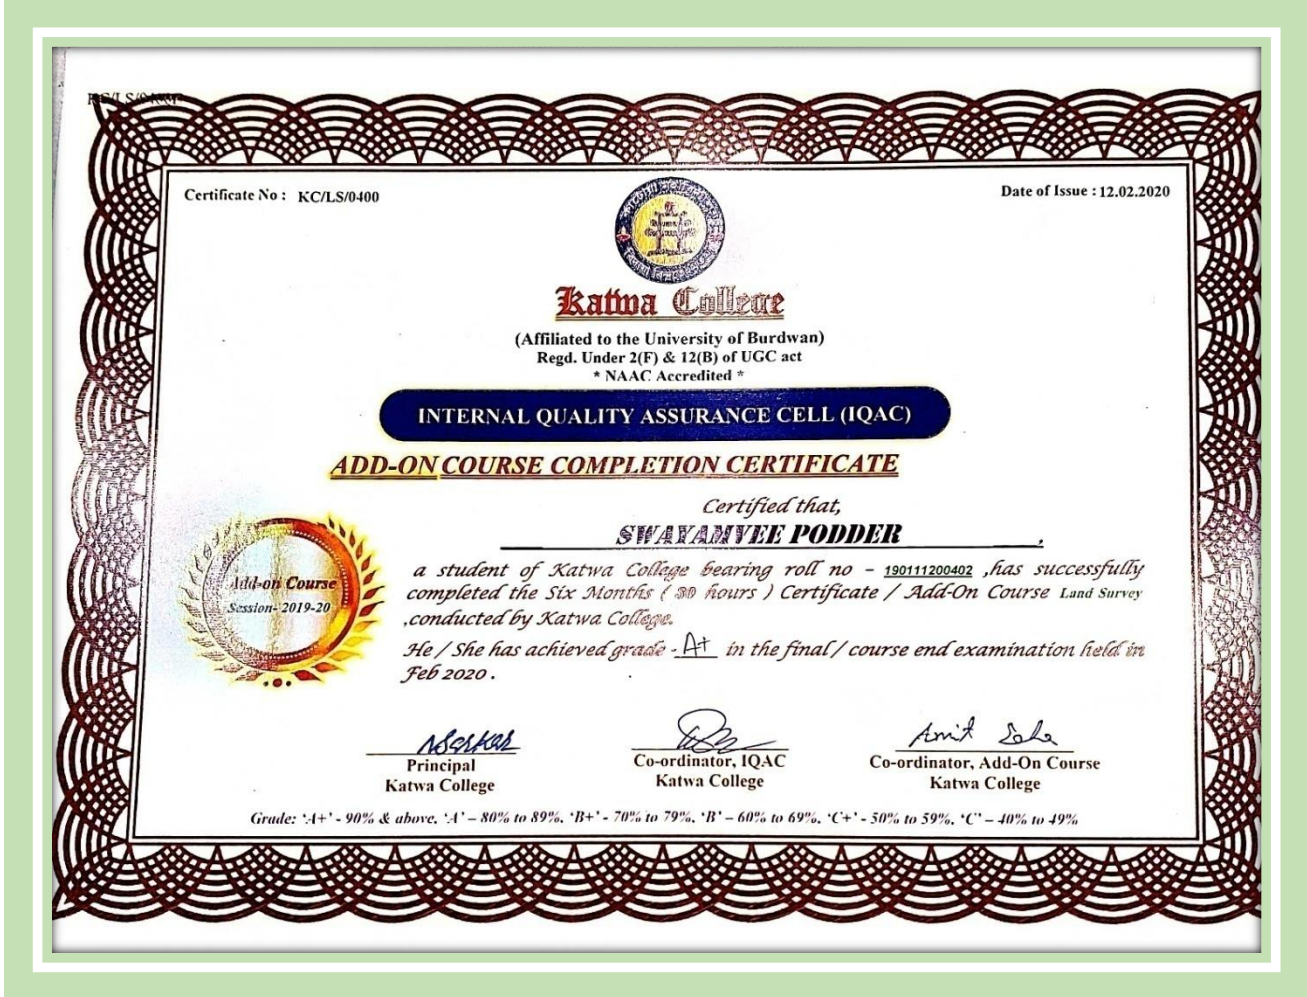 Certificate No : KC/LS/0400
Date of Issue : 12.02.2020
Katwa College
(Affiliated to the University of Burdwan)
Regd. Under 2(F) & 12(B) of UGC act
* NAAC Accredited *
INTERNAL QUALITY ASSURANCE CELL (IQAC)
ADD-ON COURSE COMPLETION CERTIFICATE
Certified that,
SWAYAMVEE PODDER ,
Add-on Course
Session- 2019-20
a student of Katwa College bearing roll no - 190111200402 ,has successfully
completed the Six Months ( 30 hours ) Certificate / Add-On Course Land Survey
,conducted by Katwa College.
He / She has achieved grade - A+ in the final / course end examination held in
Feb 2020 .
NSarkar
Amit Saha
Principal
Katwa College
Co-ordinator, IQAC
Katwa College
Co-ordinator, Add-On Course
Katwa College
Grade: ‘A+’ - 90% & above, ‘A’ – 80% to 89%, ‘B+’ - 70% to 79%, ‘B’ – 60% to 69%, ‘C+’ - 50% to 59%, ‘C’ – 40% to 49%